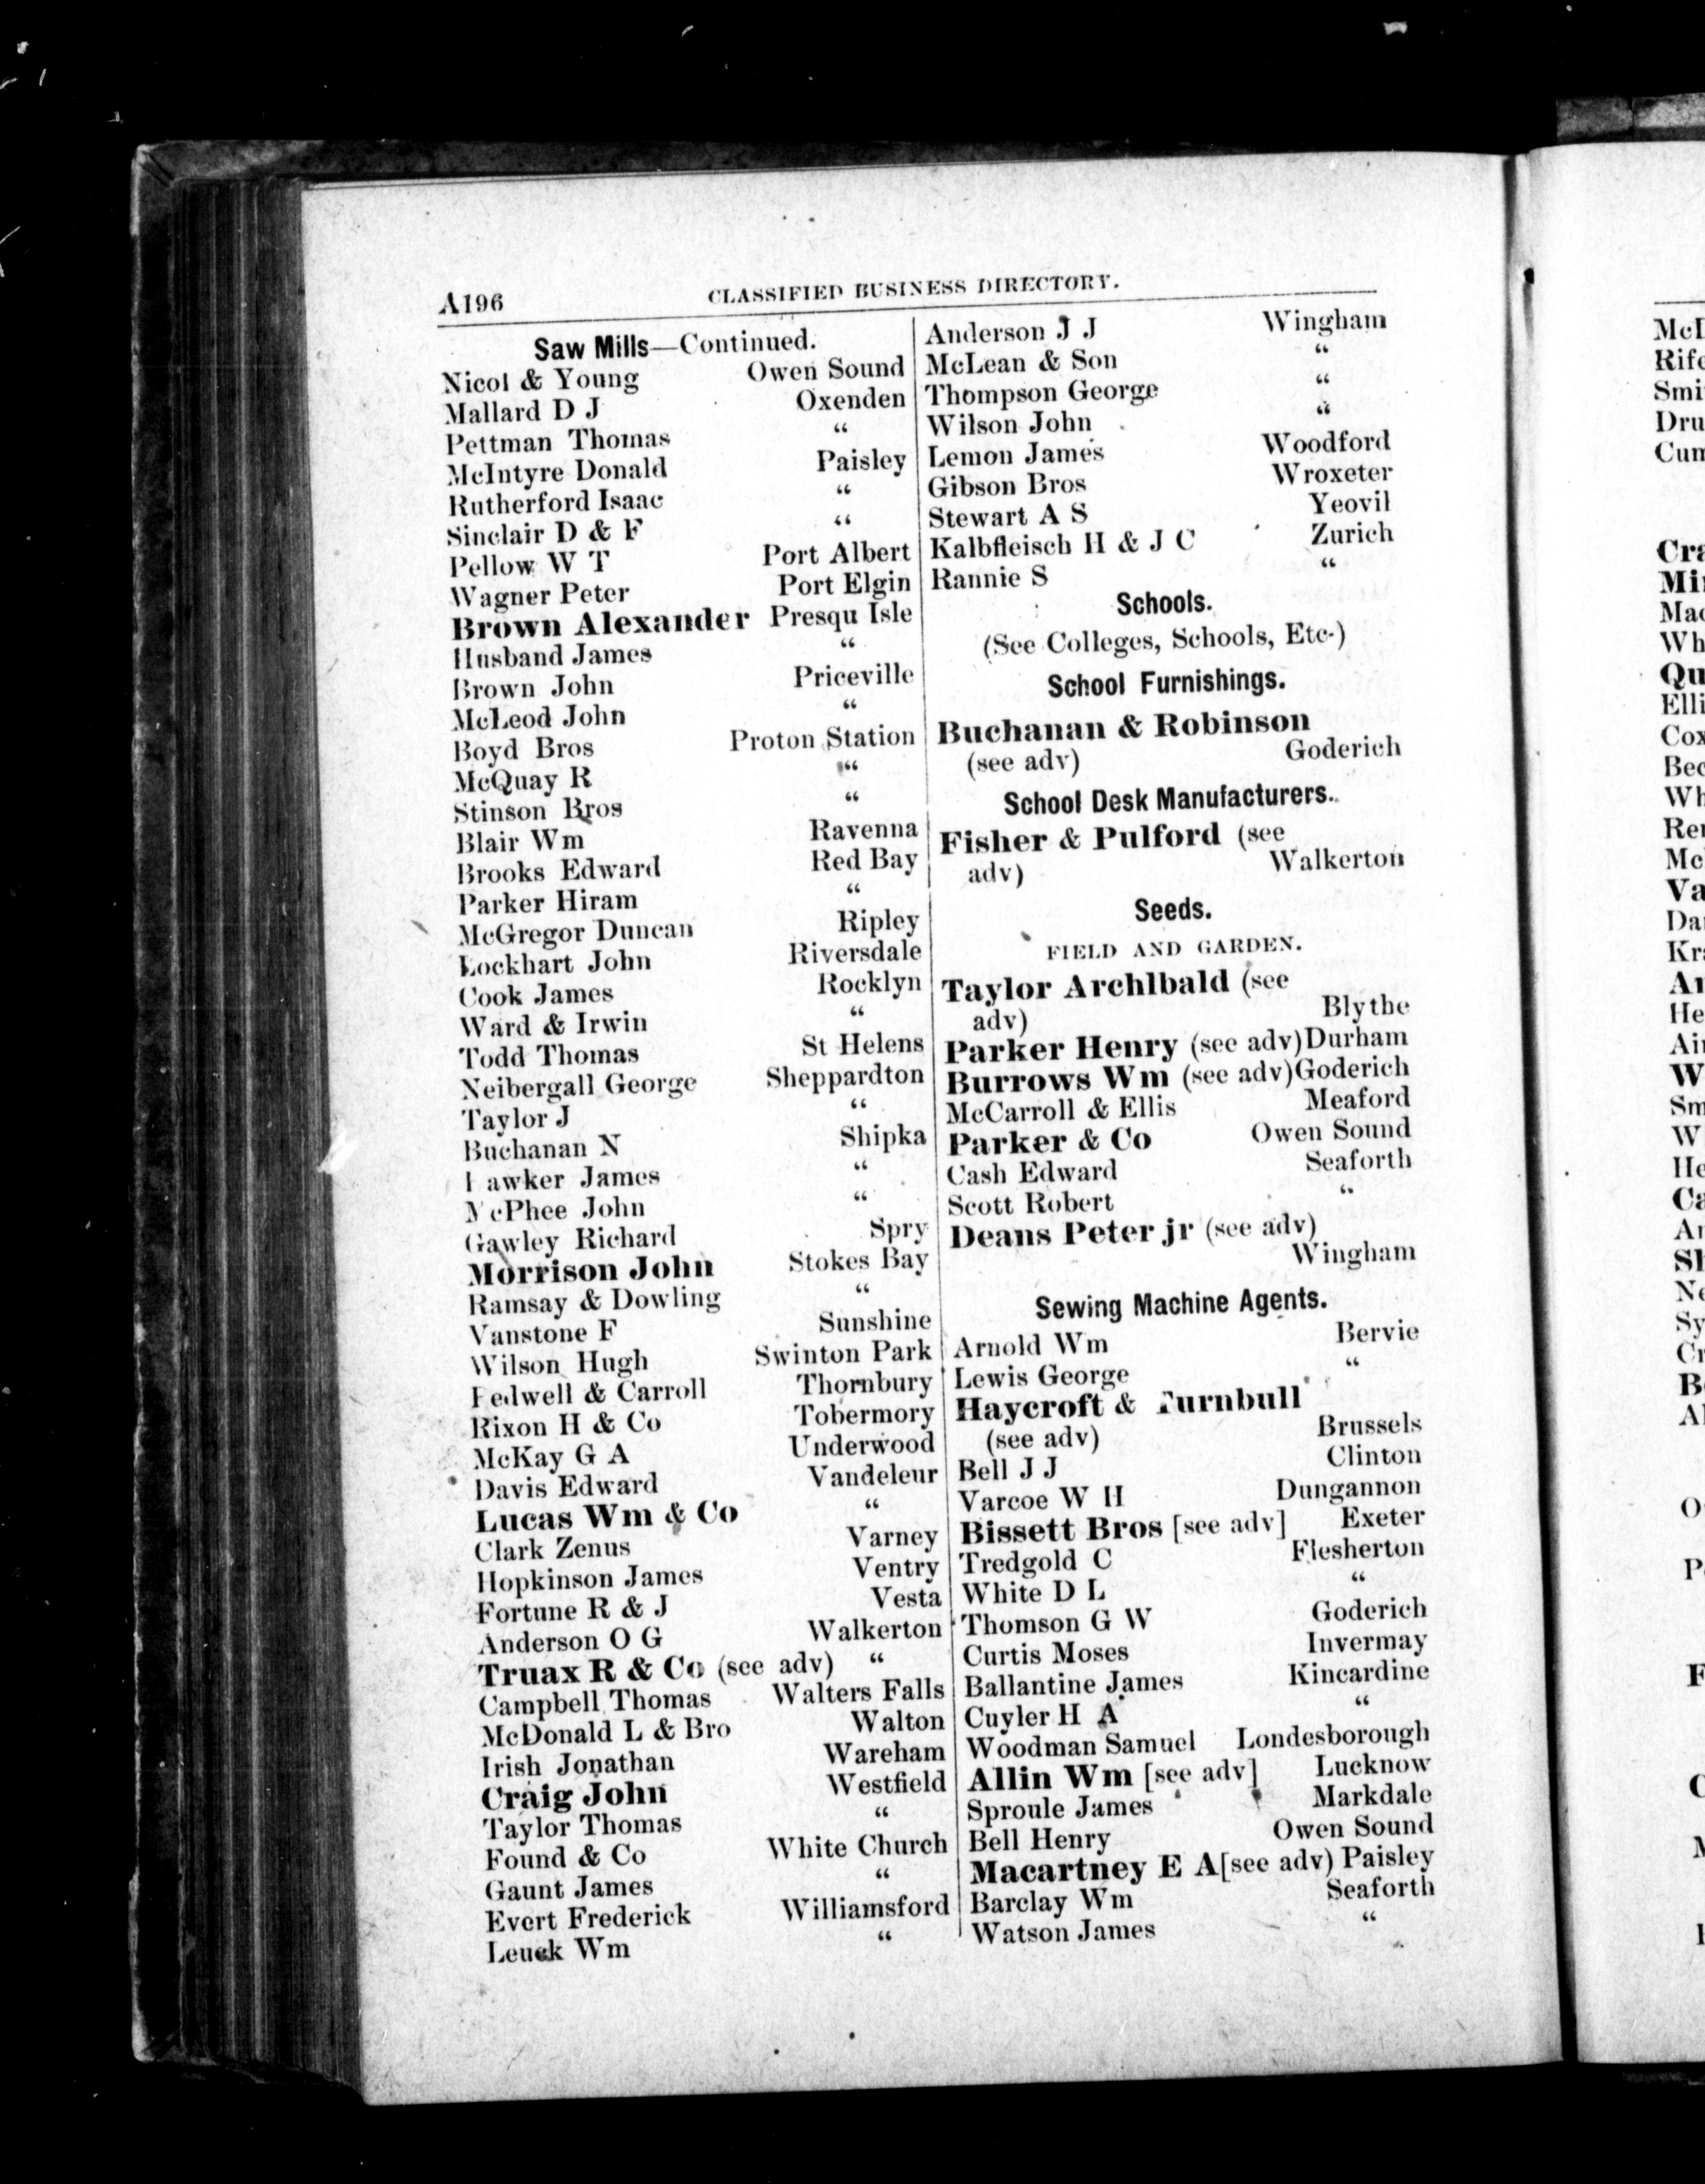 A196 CLASSIFIED BUSINESS DIRECTORY.
Saw Mills—Continued.
Nicol & Young Owen Sound
Mallard D J Oxenden
Pettman Thomas “
McIntyre Donald Paisley
Rutherford Isaac “
Sinclair D & F “
Pellow W T Port Albert
Wagner Peter Port Elgin
Brown Alexander Presqu Isle
Husband James “
Brown John Priceville
McLeod John “
Boyd Bros Proton Station
McQuay R “
Stinson Bros “
Blair Wm Ravenna
Brooks Edward Red Bay
Parker Hiram “
McGregor Duncan Ripley
Lockhart John Riversdale
Cook James Rocklyn
Ward & Irwin “
Todd Thomas St Helens
Neibergall George Sheppardton
Taylor J “
Buchanan N Shipka
awker James “
McPhee John “
Gawley Richard Spry
Morrison John Stokes Bay
Ramsay & Dowling “
Vanstone F Sunshine
Wilson Hugh Swinton Park
edwell & Carroll Thornbury
Rixon H & Co Tobermory
McKay G A Underwood
Davis Edward Vandeleur
Lucas Wm & Co “
Clark Zenus Varney
Hopkinson James Ventry
Fortune R & J Vesta
Anderson O G Walkerton
Truax R & Co (see adv) “
Campbell Thomas Walters Falls
McDonald L & Bro Walton
Irish Jonathan Wareham
Craig John Westfield
Taylor Thomas “
Found & Co White Church
Gaunt James “
Evert Frederick Williamsford
Leuck Wm “
Anderson J J Wingham
McLean & Son “
Thompson George “
Wilson John “
Lemon James Woodford
Gibson Bros Wroxeter
Stewart A S Yeovil
Kalbfleisch H & J C Zurich
Rannie S “
Schools.
(See Colleges, Schools, Etc.)
School Furnishings.
Buchanan & Robinson
(see adv) Goderich
School Desk Manufacturers.
Fisher & Pulford (see
adv) Walkerton
Seeds.
FIELD AND GARDEN.
Taylor Archlbald (see
adv) Blythe
Parker Henry (see adv) Durham
Burrows Wm (see adv) Goderich
McCarroll & Ellis Meaford
Parker & Co Owen Sound
Cash Edward Seaforth
Scott Robert “
Deans Peter jr (see adv)
Wingham
Sewing Machine Agents.
Arnold Wm Bervie
Lewis George “
Haycroft & Turnbull
(see adv) Brussels
Bell J J Clinton
Varcoe W H Dungannon
Bissett Bros [see adv] Exeter
Tredgold C Flesherton
White D L “
Thomson G W Goderich
Curtis Moses Invermay
Ballantine James Kincardine
Cuyler H A “
Woodman Samuel Londesborough
Allin Wm [see adv] Lucknow
Sproule James Markdale
Bell Henry Owen Sound
Macartney E A [see adv) Paisley
Barclay Wm Seaforth
Watson James “